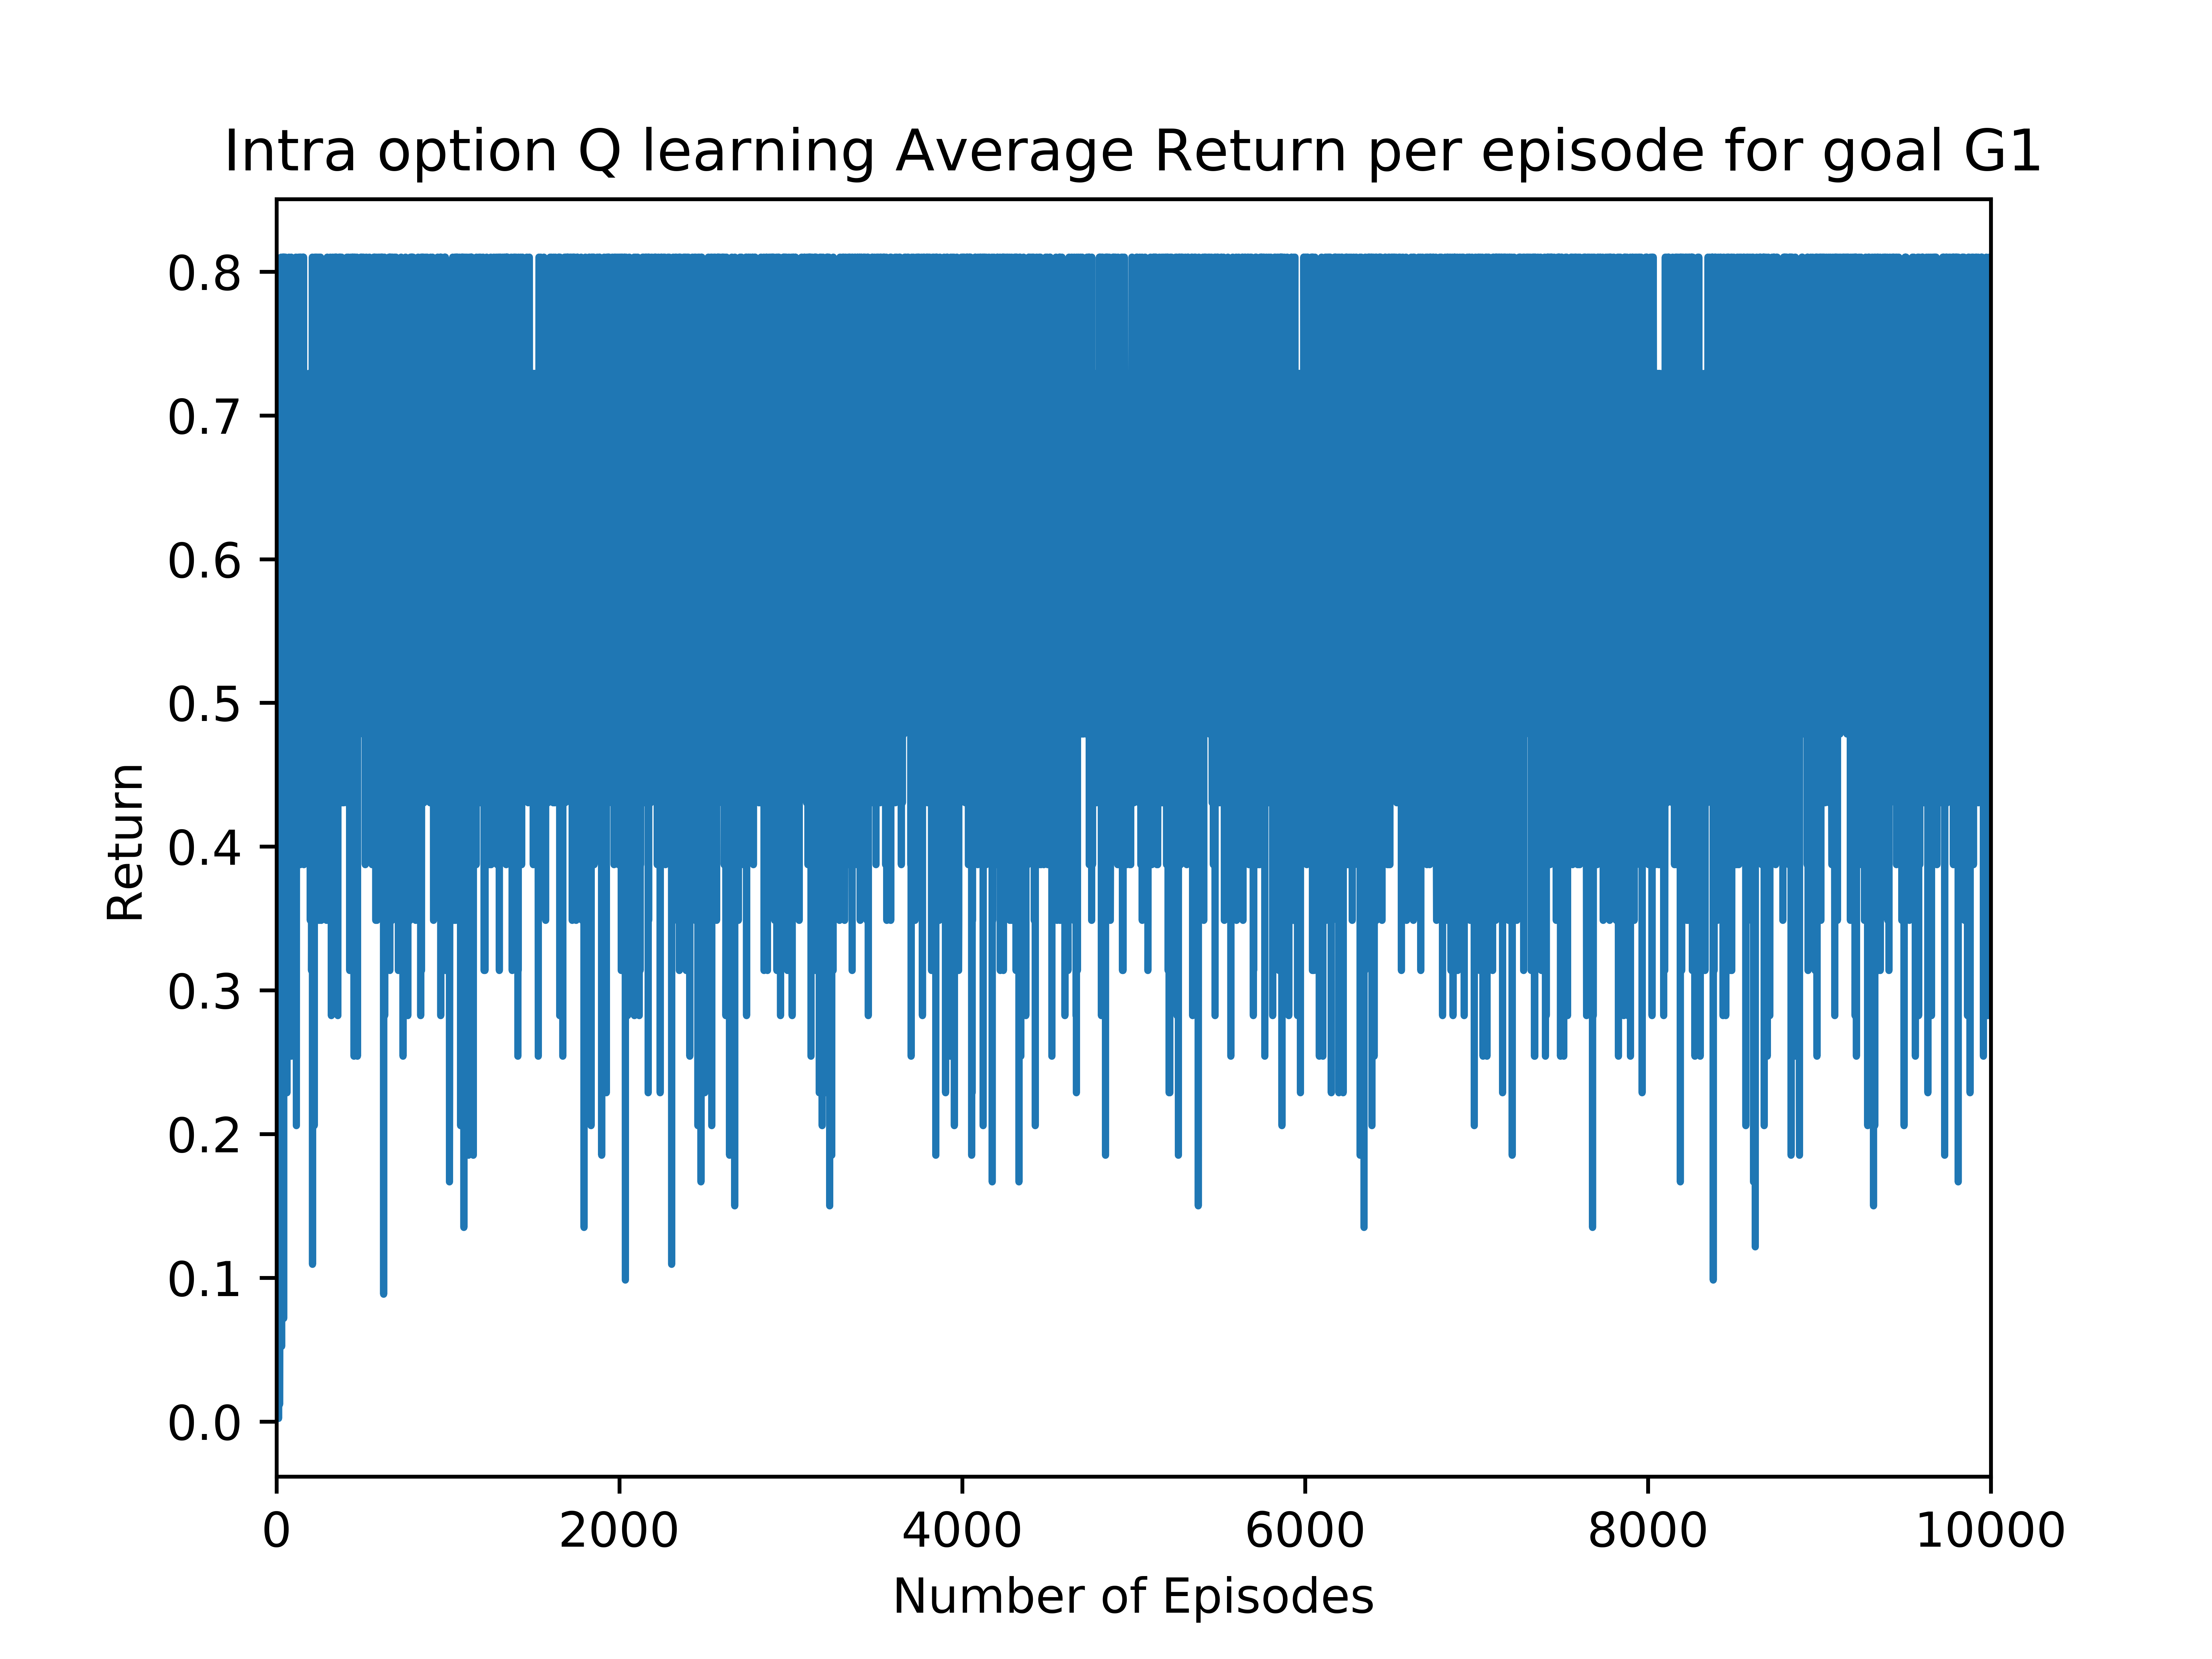 Intra option Q learning Average Return per episode for goal G1
0.8
0.7
0.6
0.5
0.4
0.3
0.2
0.1
0.0
Return
0 2000 4000 6000 8000 10000
Number of Episodes